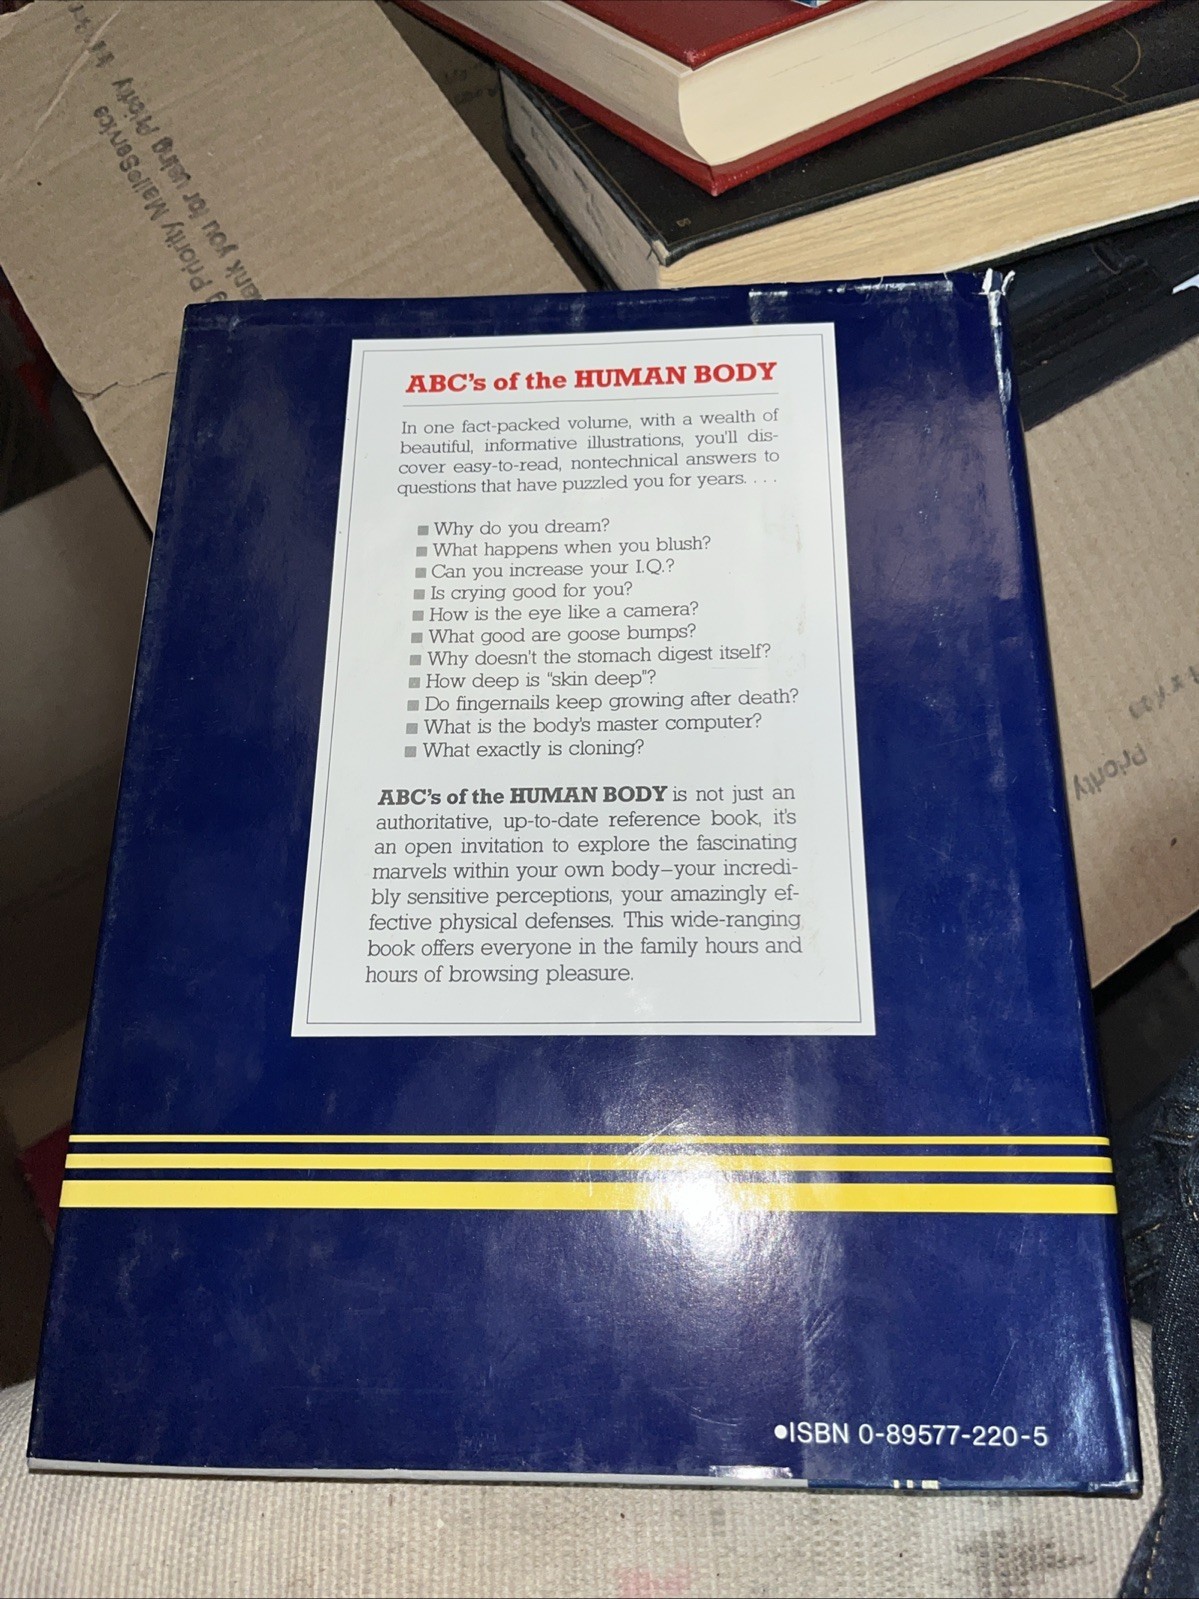 Priority Mail®Service
ank you for using Priority
ABC's of the HUMAN BODY
In one fact-packed volume, with a wealth of
beautiful, informative illustrations, you'll dis-
cover easy-to-read, nontechnical answers to
questions that have puzzled you for years. . . .
■ Why do you dream?
■ What happens when you blush?
■ Can you increase your I.Q.?
■ Is crying good for you?
■ How is the eye like a camera?
■ What good are goose bumps?
■ Why doesn't the stomach digest itself?
■ How deep is "skin deep"?
■ Do fingernails keep growing after death?
■ What is the body's master computer?
■ What exactly is cloning?
ABC's of the HUMAN BODY is not just an
authoritative, up-to-date reference book, it's
an open invitation to explore the fascinating
marvels within your own body–your incredi-
bly sensitive perceptions, your amazingly ef-
fective physical defenses. This wide-ranging
book offers everyone in the family hours and
hours of browsing pleasure.
Priority
•ISBN 0-89577-220-5